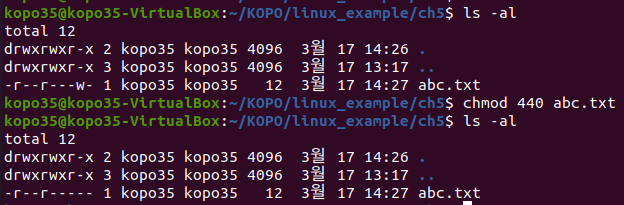 kopo35@kopo35-VirtualBox:~/KOPO/linux_example/ch5$ ls -al
total 12
drwxrwxr-x 2 kopo35 kopo35 4096  3월 17 14:26 .
drwxrwxr-x 3 kopo35 kopo35 4096  3월 17 13:17 ..
-r--r---w- 1 kopo35 kopo35   12  3월 17 14:27 abc.txt
kopo35@kopo35-VirtualBox:~/KOPO/linux_example/ch5$ chmod 440 abc.txt
kopo35@kopo35-VirtualBox:~/KOPO/linux_example/ch5$ ls -al
total 12
drwxrwxr-x 2 kopo35 kopo35 4096  3월 17 14:26 .
drwxrwxr-x 3 kopo35 kopo35 4096  3월 17 13:17 ..
-r--r----- 1 kopo35 kopo35   12  3월 17 14:27 abc.txt